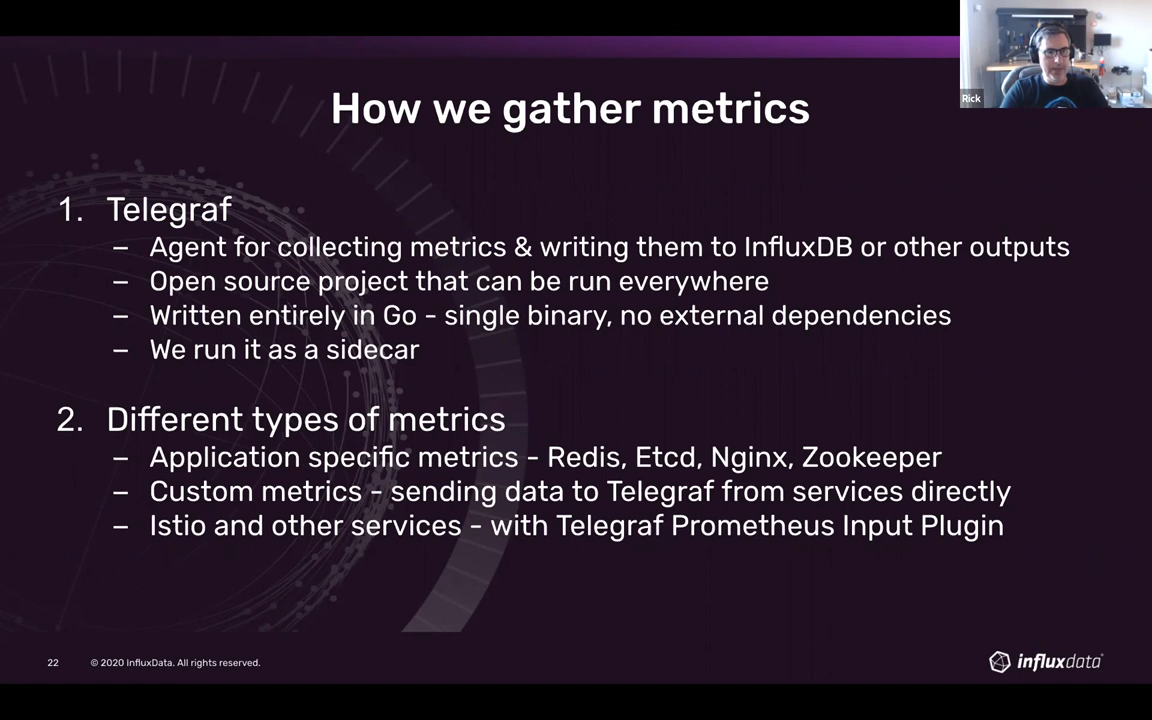 Rick
How we gather metrics
1. Telegraf
– Agent for collecting metrics & writing them to InfluxDB or other outputs
– Open source project that can be run everywhere
– Written entirely in Go - single binary, no external dependencies
– We run it as a sidecar
2. Different types of metrics
– Application specific metrics - Redis, Etcd, Nginx, Zookeeper
– Custom metrics - sending data to Telegraf from services directly
– Istio and other services - with Telegraf Prometheus Input Plugin
22 © 2020 InfluxData. All rights reserved.
influxdata